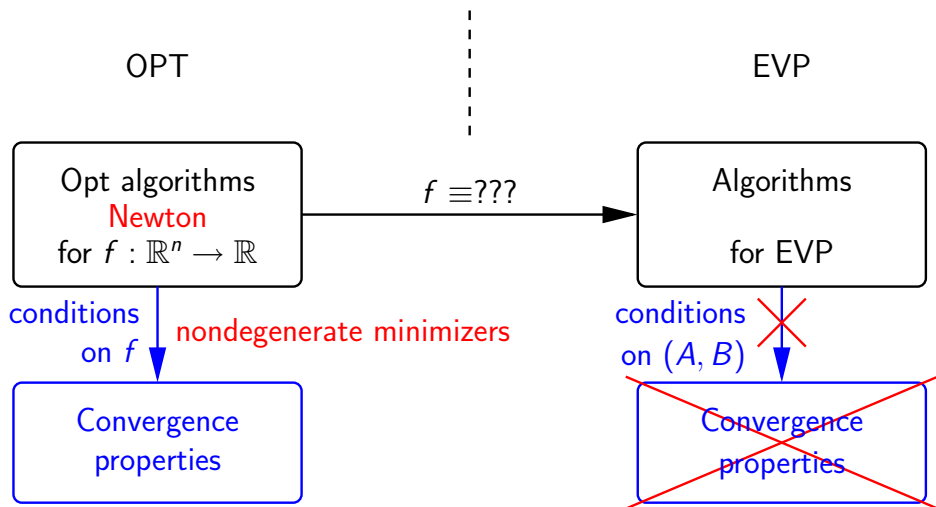 OPT
EVP
Opt algorithms
Newton
for f : ℝⁿ → ℝ
f ≡???
Algorithms
for EVP
conditions
on f
nondegenerate minimizers
conditions
on (A, B)
Convergence
properties
Convergence
properties